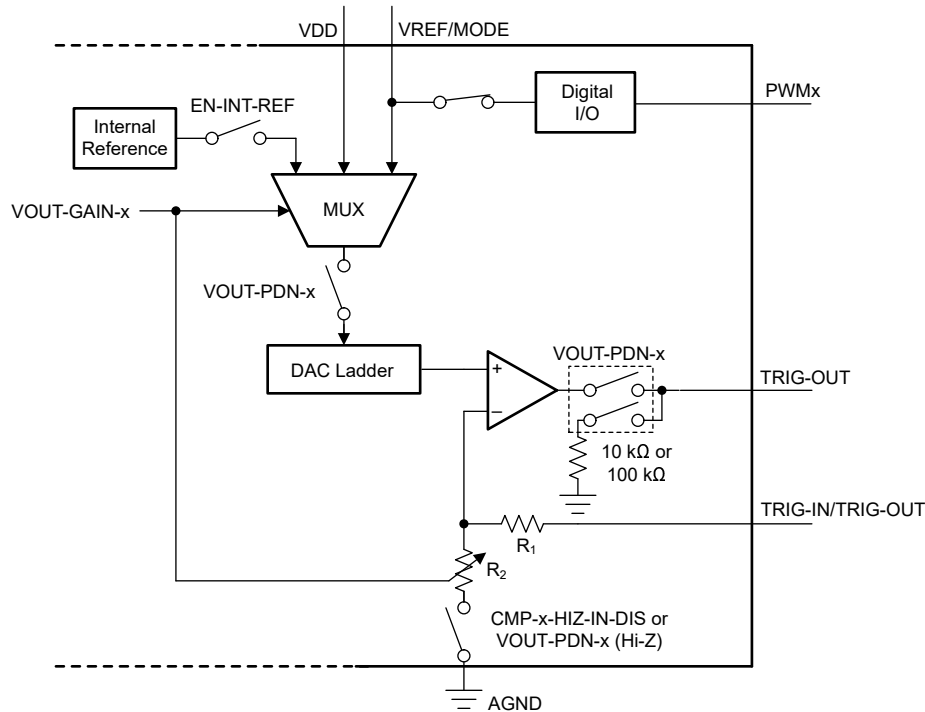 VDD
VREF/MODE
EN-INT-REF
Internal
Reference
Digital
I/O
PWMx
VOUT-GAIN-x
MUX
VOUT-PDN-x
DAC Ladder
+
–
VOUT-PDN-x
TRIG-OUT
10 kΩ or
100 kΩ
TRIG-IN/TRIG-OUT
R₁
R₂
CMP-x-HIZ-IN-DIS or
VOUT-PDN-x (Hi-Z)
AGND